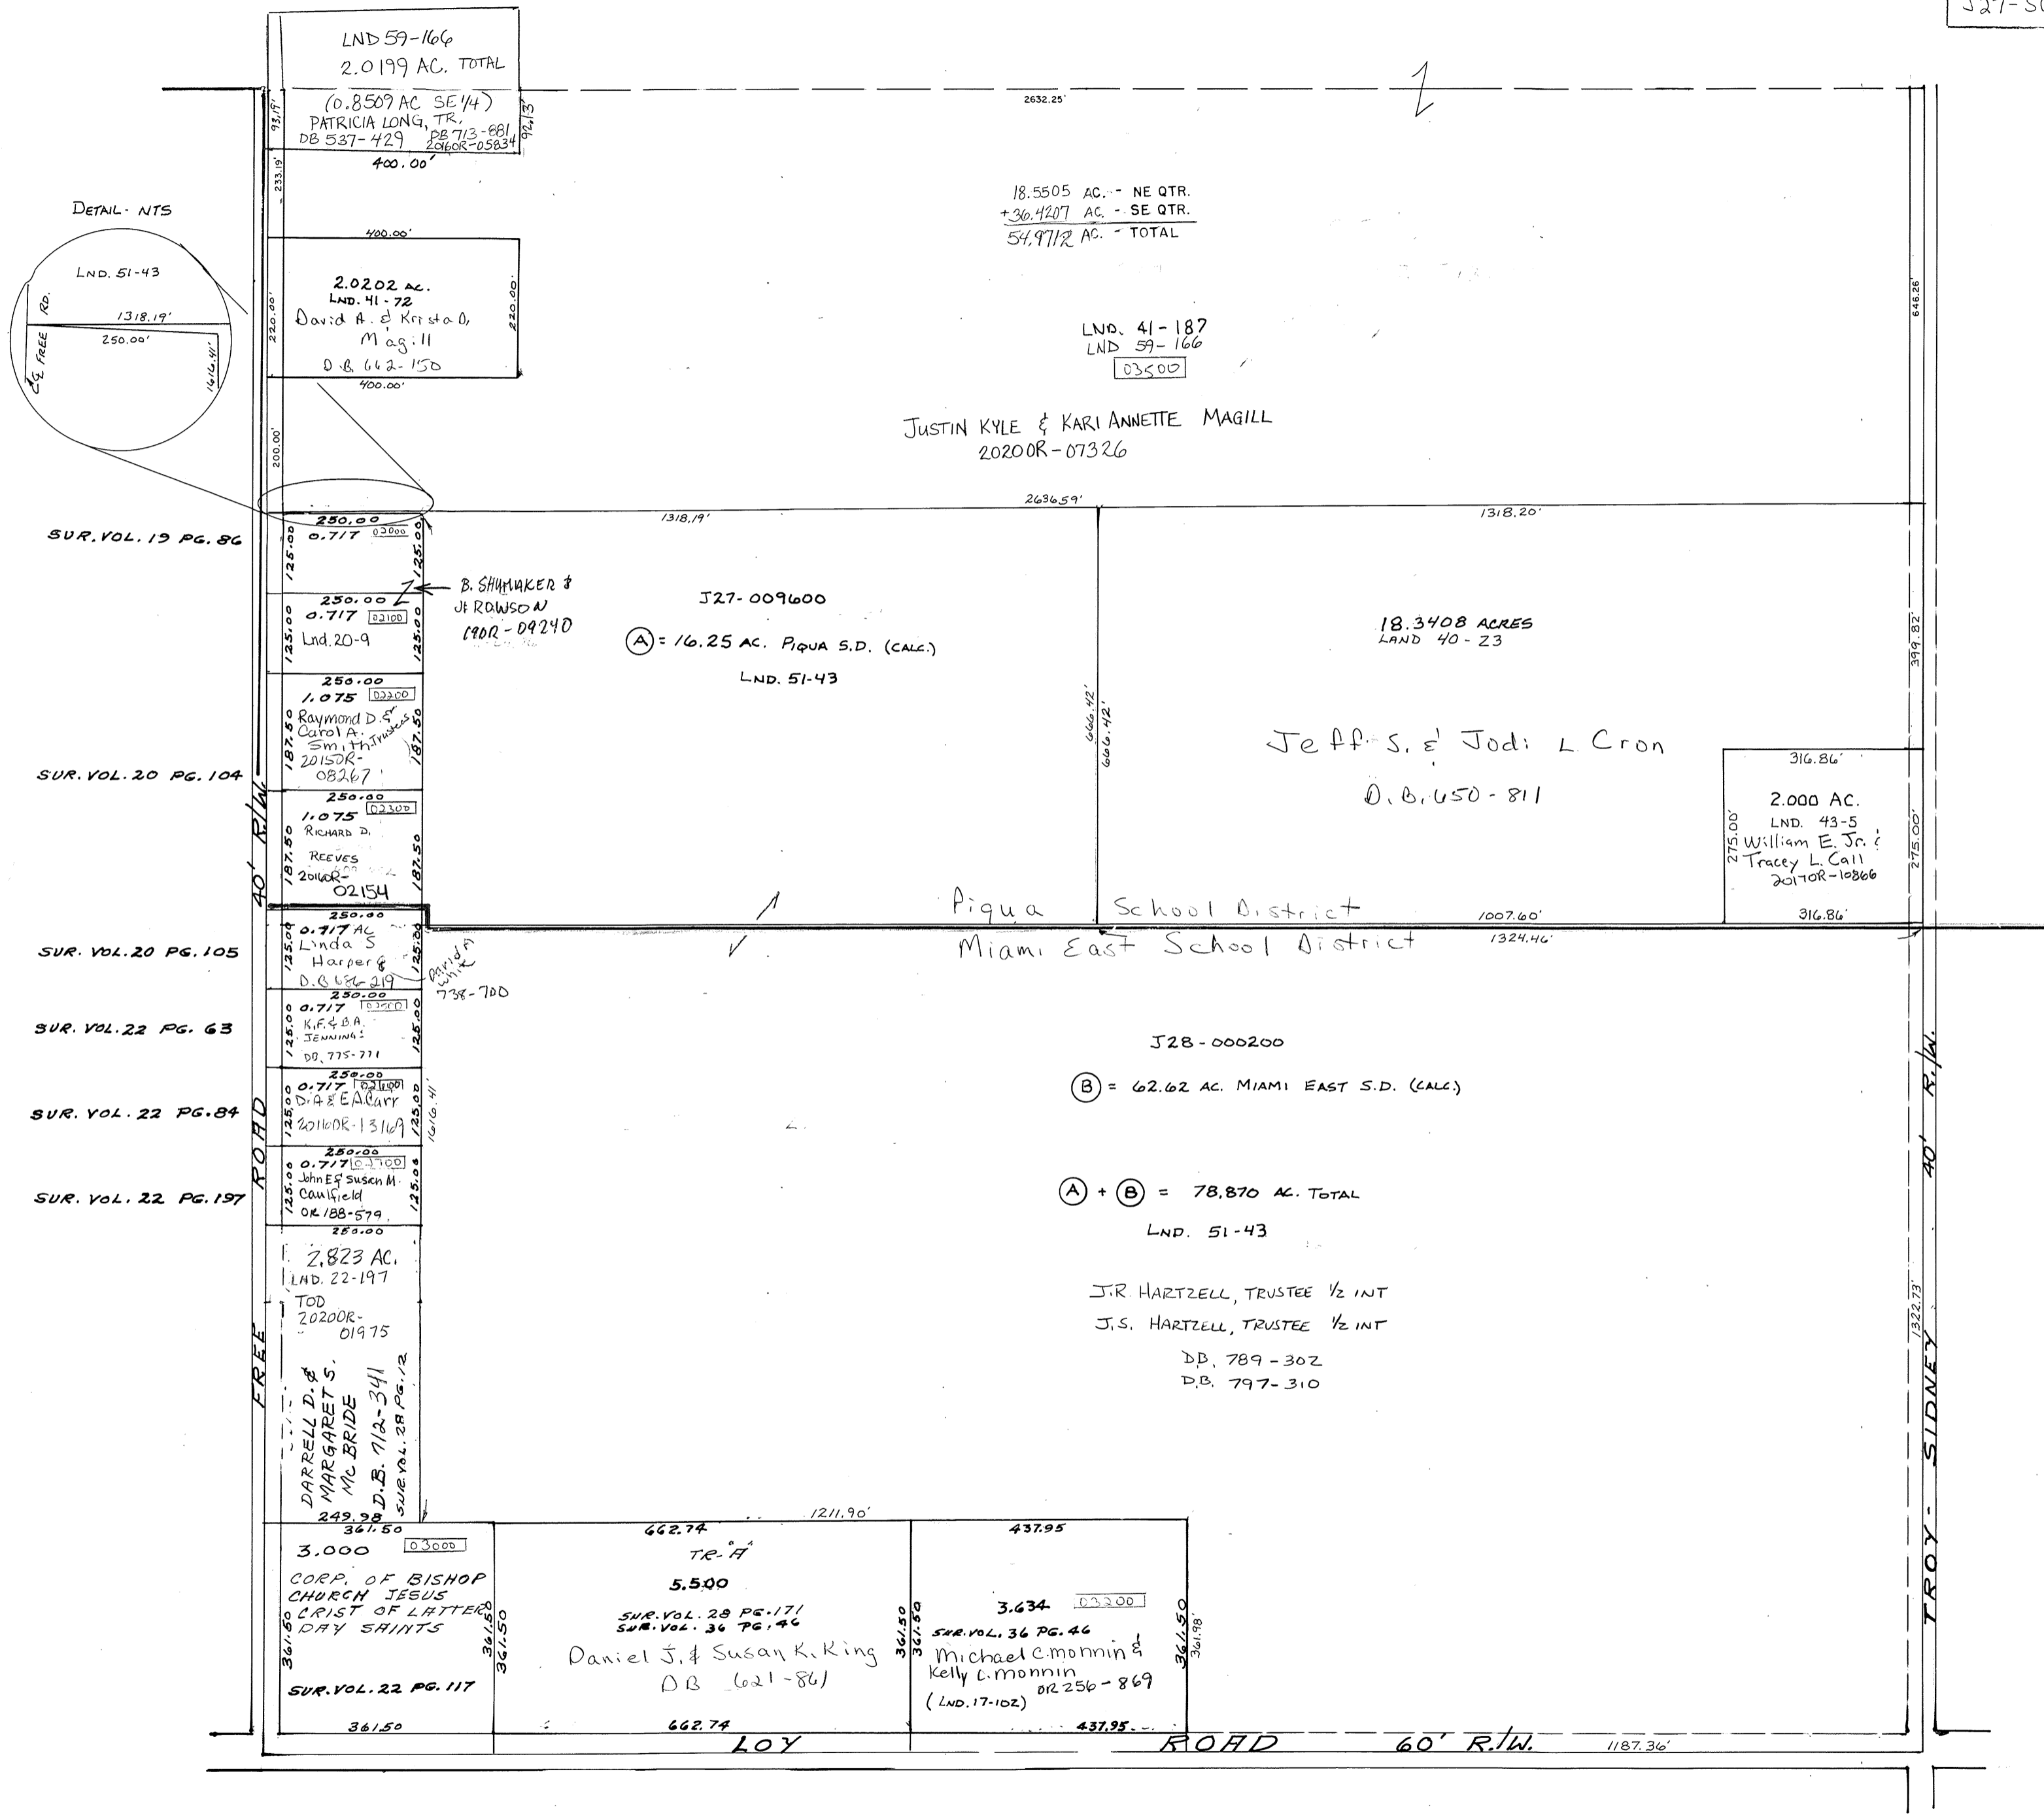 LND 59-166
2.0199 AC. TOTAL
(0.8509 AC SE 1/4)
PATRICIA LONG, TR.
DB 537-429
DB 713-881
2016OR-05834
93.19'
92.13'
400.00'
233.19'
2632.25'
DETAIL - NTS
LND. 51-43
1318.19'
250.00'
1616.41'
℄ FREE RD.
400.00'
2.0202 AC.
LND. 41-72
David A. & Krista D.
Magill
D.B. 662-150
220.00'
220.00'
400.00'
200.00'
18.5505 AC. - NE QTR.
+36.4207 AC. - SE QTR.
54.9712 AC. - TOTAL
LND. 41-187
LND 59-166
03500
JUSTIN KYLE & KARI ANNETTE MAGILL
2020OR-07326
646.26'
2636.59'
1318.19'
1318.20'
SUR. VOL. 19 PG. 86
250.00
0.717 02000
125.00
125.00
B. SHUMAKER &
J. RAWSON
19OR-09240
250.00
0.717 02100
Lnd. 20-9
125.00
125.00
250.00
1.075 02200
Raymond D. &
Carol A.
Smith Trustees
2015OR-
08267
187.50
187.50
SUR. VOL. 20 PG. 104
250.00
1.075 02300
RICHARD D.
REEVES
2016OR-
02154
187.50
187.50
40' R/W.
J27-009600
(A) = 16.25 AC. PIQUA S.D. (CALC.)
LND. 51-43
666.42'
666.42'
18.3408 ACRES
LAND 40-23
Jeff S. & Jodi L Cron
D.B. 650-811
399.82'
316.86'
2.000 AC.
LND. 43-5
William E. Jr. &
Tracey L. Call
2017OR-10866
275.00'
275.00'
316.86'
Piqua School District
1007.60'
Miami East School District
1324.46'
SUR. VOL. 20 PG. 105
250.00
0.717 AC
Linda S
Harper &
D.B 686-219
125.00
125.00
David
White
738-700
SUR. VOL. 22 PG. 63
250.00
0.717 02500
K.F. & B.A.
JENNINGS
DB. 775-771
125.00
125.00
SUR. VOL. 22 PG. 84
250.00
0.717 02600
D.A & E.A. Carr
2016OR-13169
125.00
125.00
1616.41'
SUR. VOL. 22 PG. 197
250.00
0.717 02700
John E & Susan M.
Caulfield
OR 188-579
125.00
125.00
250.00
2.823 AC.
LND. 22-197
TOD
2020OR-
01975
DARRELL D. &
MARGARET S.
Mc BRIDE
D.B. 712-341
SUR. VOL. 28 PG. 12
249.98
FREE ROAD
J28-000200
(B) = 62.62 AC. MIAMI EAST S.D. (CALC.)
(A) + (B) = 78.870 AC. TOTAL
LND. 51-43
J.R. HARTZELL, TRUSTEE 1/2 INT
J.S. HARTZELL, TRUSTEE 1/2 INT
D.B. 789-302
D.B. 797-310
1322.73'
TROY - SIDNEY 40' R./W.
1211.90'
361.50
3.000 03000
CORP. OF BISHOP
CHURCH JESUS
CRIST OF LATTER
DAY SAINTS
SUR. VOL. 22 PG. 117
361.50
361.50
361.50
361.50
662.74
TR-"A"
5.500
SUR. VOL. 28 PG. 171
SUR. VOL. 36 PG. 46
Daniel J. & Susan K. King
DB 621-861
662.74
361.50
361.50
437.95
3.634 03200
SUR. VOL. 36 PG. 46
Michael C. Monnin &
Kelly C. Monnin
OR 256-869
(LND. 17-102)
437.95
361.50
361.98'
LOY ROAD 60' R./W.
1187.36'